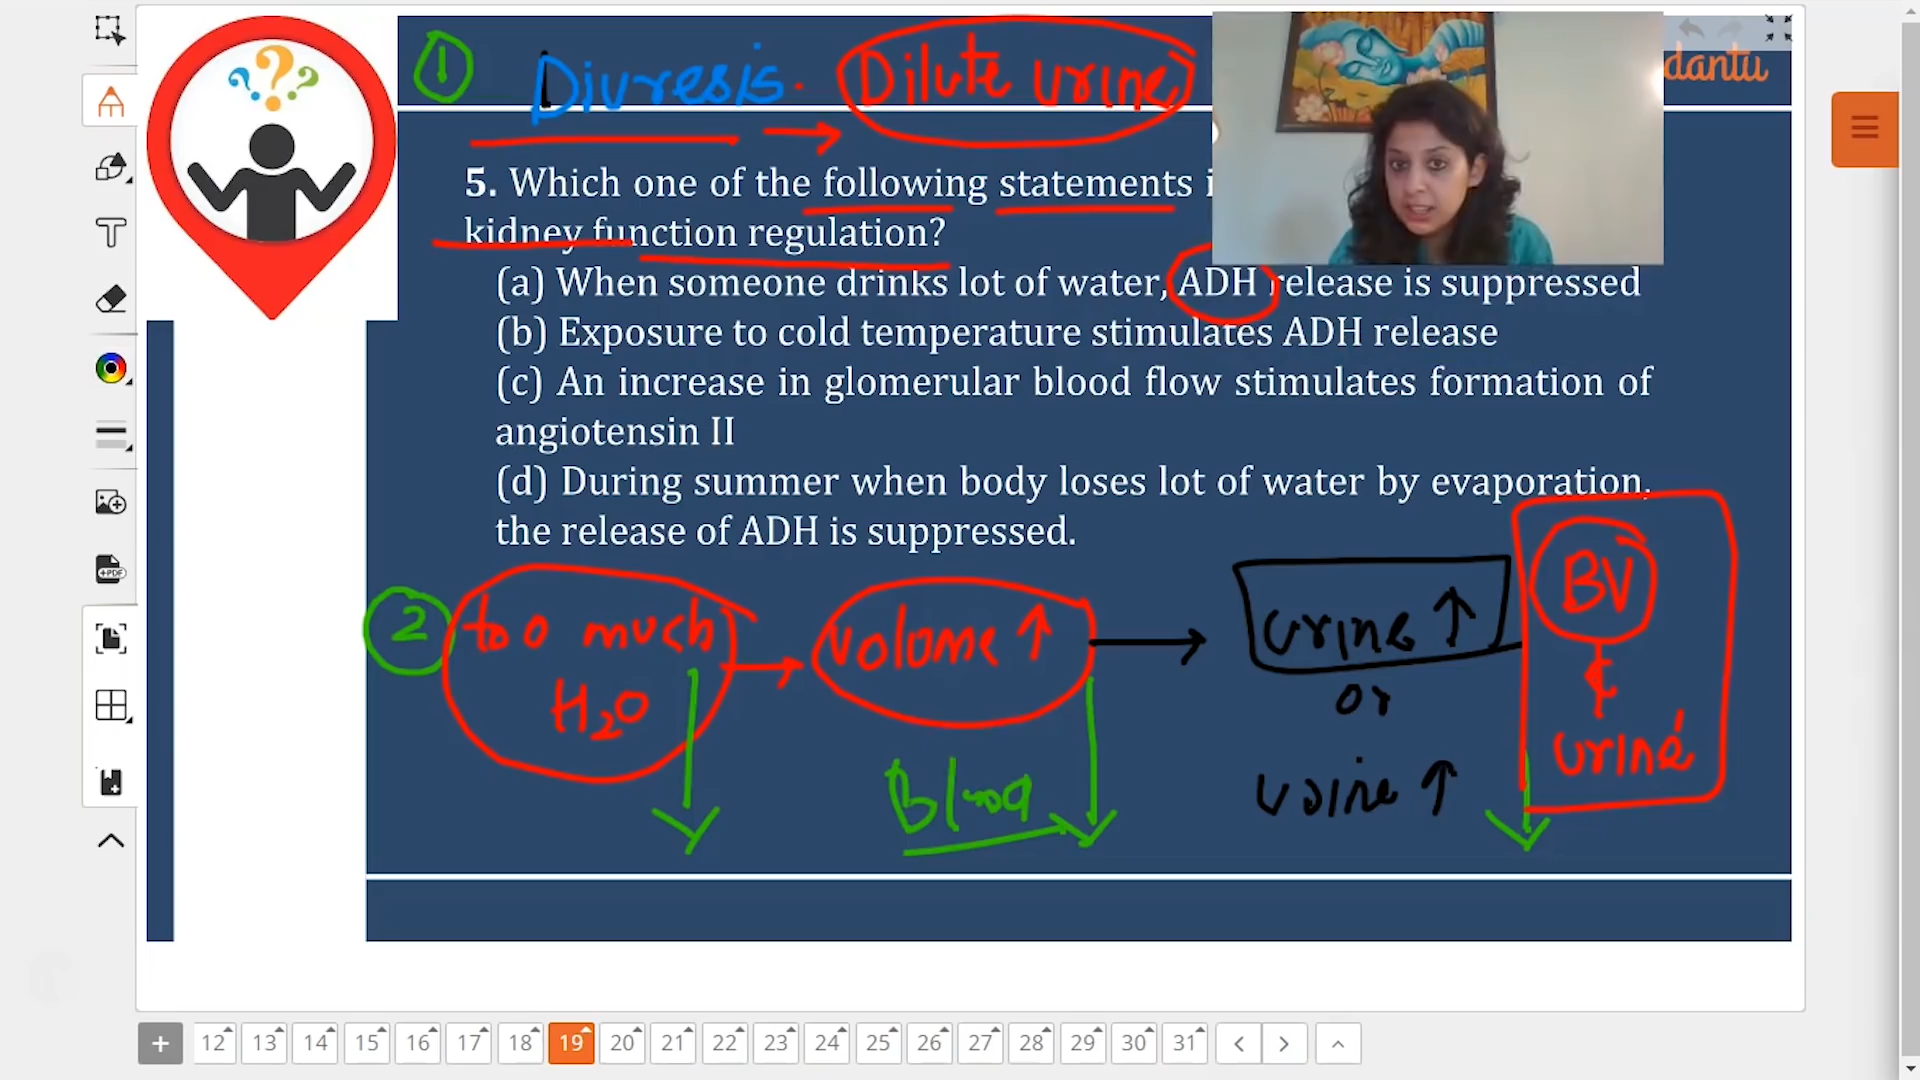 ① Diuresis. Dilute urine
dantu
5. Which one of the following statements i
kidney function regulation?
(a) When someone drinks lot of water, ADH release is suppressed
(b) Exposure to cold temperature stimulates ADH release
(c) An increase in glomerular blood flow stimulates formation of
angiotensin II
(d) During summer when body loses lot of water by evaporation,
the release of ADH is suppressed.
② too much volume ↑ urine ↑ BV
H₂O or urine
Blood urine ↑
+PDF
+ 12 13 14 15 16 17 18 19 20 21 22 23 24 25 26 27 28 29 30 31 < >